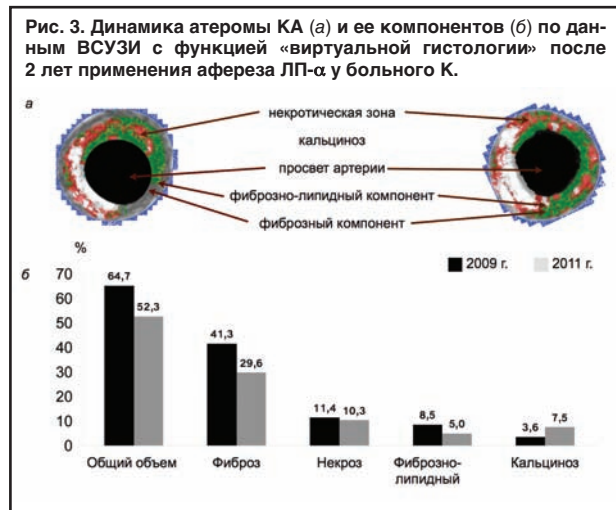 Рис. 3. Динамика атеромы КА (а) и ее компонентов (б) по дан-
ным ВСУЗИ с функцией «виртуальной гистологии» после
2 лет применения афереза ЛП-α у больного К.
а
некротическая зона
кальциноз
просвет артерии
фиброзно-липидный компонент
фиброзный компонент
б
%
2009 г.
2011 г.
70
60
50
40
30
20
10
0
64,7
52,3
41,3
29,6
11,4
10,3
8,5
5,0
3,6
7,5
Общий объем
Фиброз
Некроз
Фиброзно-
липидный
Кальциноз